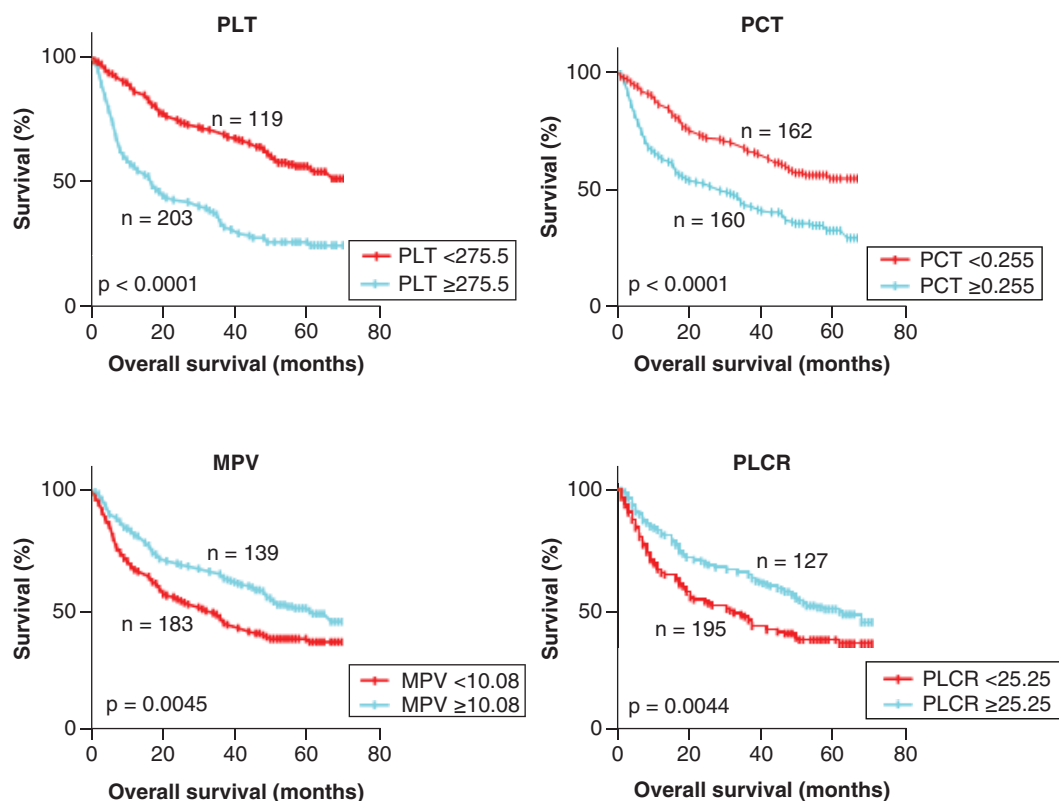 PLT
Survival (%)
100
50
0
n = 119
n = 203
p < 0.0001
PLT <275.5
PLT ≥275.5
0 20 40 60 80
Overall survival (months)
PCT
Survival (%)
100
50
0
n = 162
n = 160
p < 0.0001
PCT <0.255
PCT ≥0.255
0 20 40 60 80
Overall survival (months)
MPV
Survival (%)
100
50
0
n = 139
n = 183
p = 0.0045
MPV <10.08
MPV ≥10.08
0 20 40 60 80
Overall survival (months)
PLCR
Survival (%)
100
50
0
n = 127
n = 195
p = 0.0044
PLCR <25.25
PLCR ≥25.25
0 20 40 60 80
Overall survival (months)